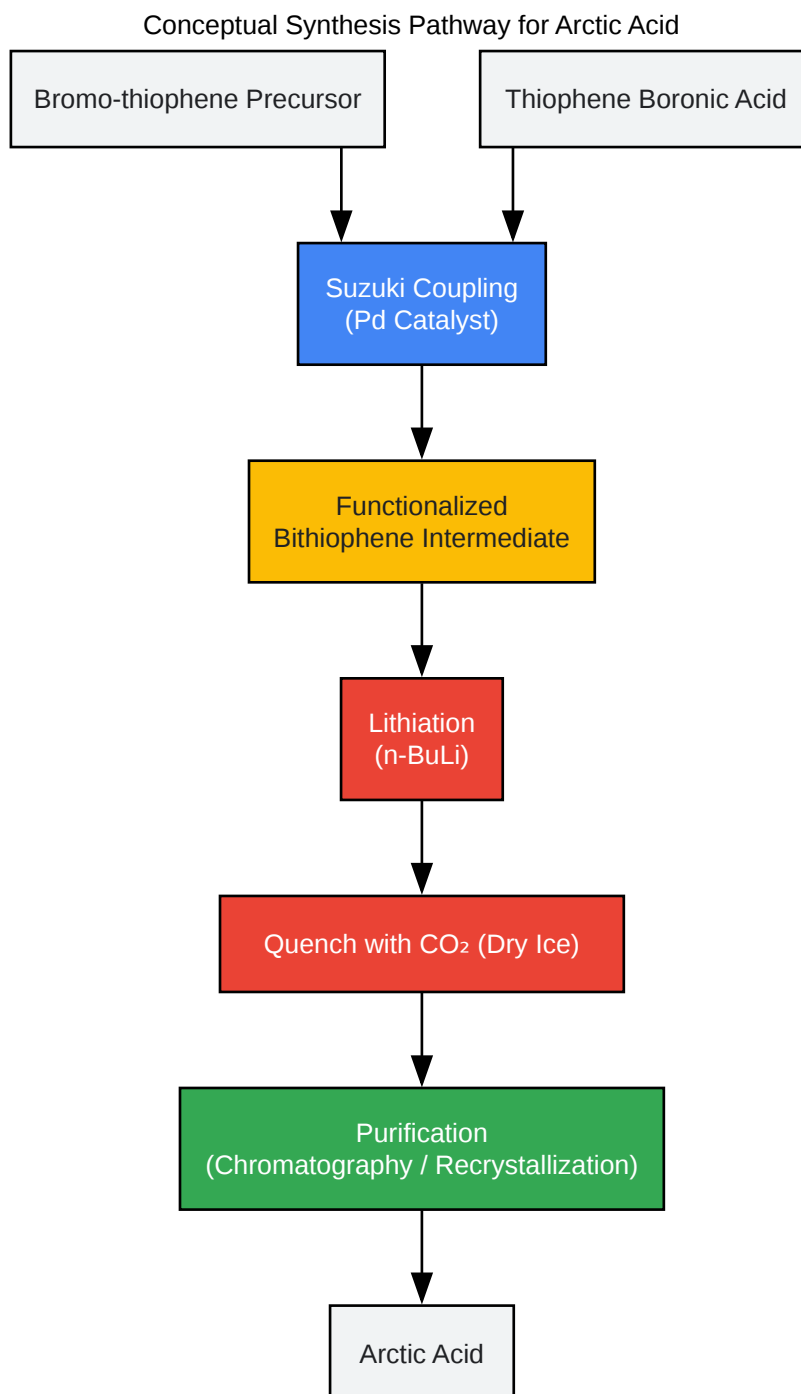 Conceptual Synthesis Pathway for Arctic Acid
Bromo-thiophene Precursor
Thiophene Boronic Acid
Suzuki Coupling
(Pd Catalyst)
Functionalized
Bithiophene Intermediate
Lithiation
(n-BuLi)
Quench with CO₂ (Dry Ice)
Purification
(Chromatography / Recrystallization)
Arctic Acid